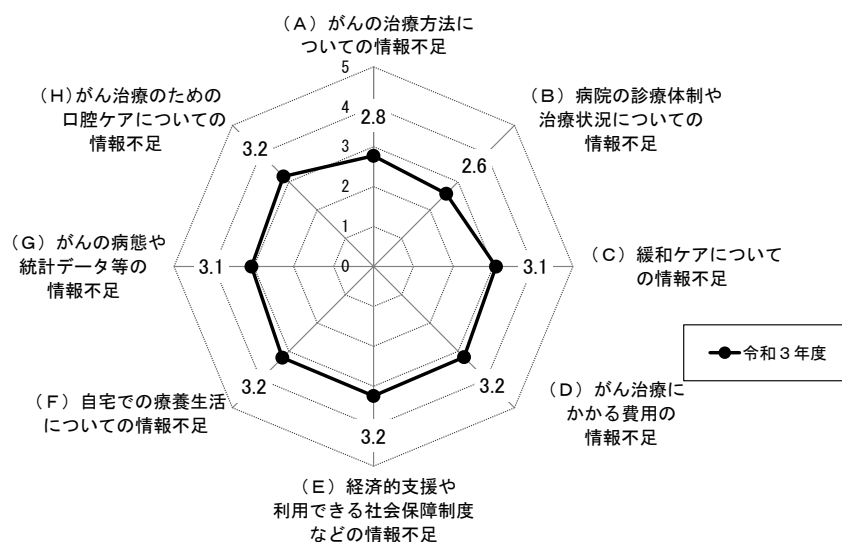 （A）がんの治療方法に
ついての情報不足
（B）病院の診療体制や
治療状況についての
情報不足
（C）緩和ケアについて
の情報不足
（D）がん治療に
かかる費用の
情報不足
（E）経済的支援や
利用できる社会保障制度
などの情報不足
（F）自宅での療養生活
についての情報不足
（G）がんの病態や
統計データ等の
情報不足
（H)がん治療のための
口腔ケアについての
情報不足
5
4
3
2
1
0
2.8
2.6
3.1
3.2
3.2
3.2
3.1
3.2
令和３年度